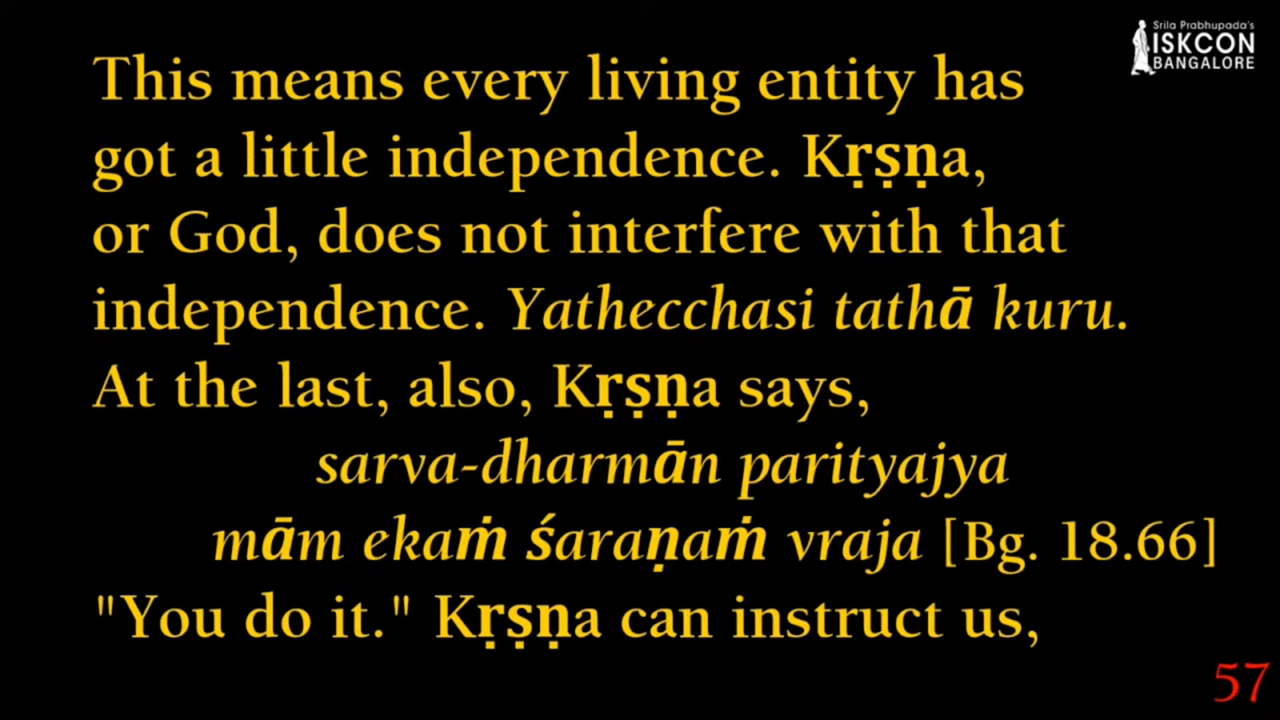 Srila Prabhupada's
ISKCON
BANGALORE
This means every living entity has
got a little independence. Kṛṣṇa,
or God, does not interfere with that
independence. Yathecchasi tathā kuru.
At the last, also, Kṛṣṇa says,
sarva-dharmān parityajya
mām ekaṁ śaraṇaṁ vraja [Bg. 18.66]
"You do it." Kṛṣṇa can instruct us,
57